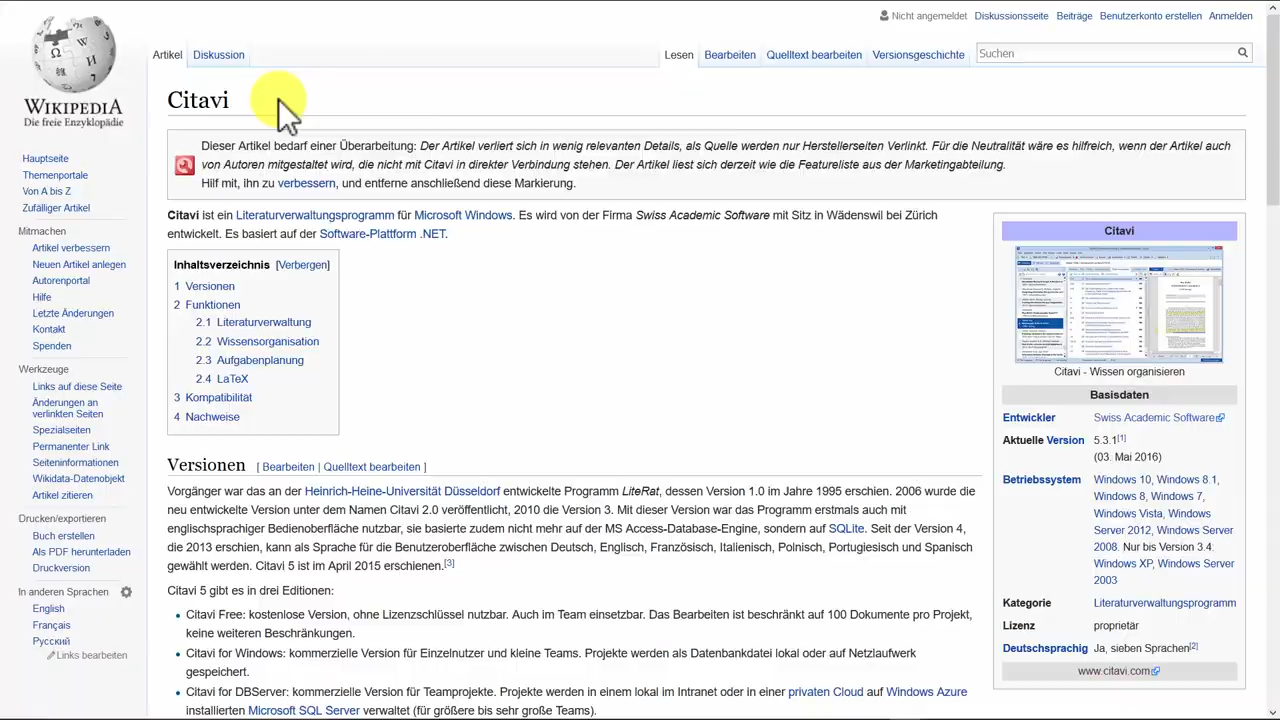 Nicht angemeldet Diskussionsseite Beiträge Benutzerkonto erstellen Anmelden
Artikel Diskussion Lesen Bearbeiten Quelltext bearbeiten Versionsgeschichte Suchen
WIKIPEDIA
Die freie Enzyklopädie
Hauptseite
Themenportale
Von A bis Z
Zufälliger Artikel
Mitmachen
Artikel verbessern
Neuen Artikel anlegen
Autorenportal
Hilfe
Letzte Änderungen
Kontakt
Spenden
Werkzeuge
Links auf diese Seite
Änderungen an
verlinkten Seiten
Spezialseiten
Permanenter Link
Seiteninformationen
Wikidata-Datenobjekt
Artikel zitieren
Drucken/exportieren
Buch erstellen
Als PDF herunterladen
Druckversion
In anderen Sprachen
English
Français
Русский
Links bearbeiten
Citavi
Dieser Artikel bedarf einer Überarbeitung: Der Artikel verliert sich in wenig relevanten Details, als Quelle werden nur Herstellerseiten Verlinkt. Für die Neutralität wäre es hilfreich, wenn der Artikel auch
von Autoren mitgestaltet wird, die nicht mit Citavi in direkter Verbindung stehen. Der Artikel liest sich derzeit wie die Featureliste aus der Marketingabteilung.
Hilf mit, ihn zu verbessern, und entferne anschließend diese Markierung.
Citavi ist ein Literaturverwaltungsprogramm für Microsoft Windows. Es wird von der Firma Swiss Academic Software mit Sitz in Wädenswil bei Zürich
entwickelt. Es basiert auf der Software-Plattform .NET.
Inhaltsverzeichnis [Verbergen]
1 Versionen
2 Funktionen
2.1 Literaturverwaltung
2.2 Wissensorganisation
2.3 Aufgabenplanung
2.4 LaTeX
3 Kompatibilität
4 Nachweise
Versionen [ Bearbeiten | Quelltext bearbeiten ]
Vorgänger war das an der Heinrich-Heine-Universität Düsseldorf entwickelte Programm LiteRat, dessen Version 1.0 im Jahre 1995 erschien. 2006 wurde die
neu entwickelte Version unter dem Namen Citavi 2.0 veröffentlicht, 2010 die Version 3. Mit dieser Version war das Programm erstmals auch mit
englischsprachiger Bedienoberfläche nutzbar, sie basierte zudem nicht mehr auf der MS Access-Database-Engine, sondern auf SQLite. Seit der Version 4,
die 2013 erschien, kann als Sprache für die Benutzeroberfläche zwischen Deutsch, Englisch, Französisch, Italienisch, Polnisch, Portugiesisch und Spanisch
gewählt werden. Citavi 5 ist im April 2015 erschienen.[3]
Citavi 5 gibt es in drei Editionen:
• Citavi Free: kostenlose Version, ohne Lizenzschlüssel nutzbar. Auch im Team einsetzbar. Das Bearbeiten ist beschränkt auf 100 Dokumente pro Projekt,
keine weiteren Beschränkungen.
• Citavi for Windows: kommerzielle Version für Einzelnutzer und kleine Teams. Projekte werden als Datenbankdatei lokal oder auf Netzlaufwerk
gespeichert.
• Citavi for DBServer: kommerzielle Version für Teamprojekte. Projekte werden in einem lokal im Intranet oder in einer privaten Cloud auf Windows Azure
installierten Microsoft SQL Server verwaltet (für größere bis sehr große Teams).
Citavi
Citavi - Wissen organisieren
Basisdaten
Entwickler Swiss Academic Software
Aktuelle Version 5.3.1[1]
(03. Mai 2016)
Betriebssystem Windows 10, Windows 8.1,
Windows 8, Windows 7,
Windows Vista, Windows
Server 2012, Windows Server
2008. Nur bis Version 3.4:
Windows XP, Windows Server
2003
Kategorie Literaturverwaltungsprogramm
Lizenz proprietär
Deutschsprachig Ja, sieben Sprachen[2]
www.citavi.com